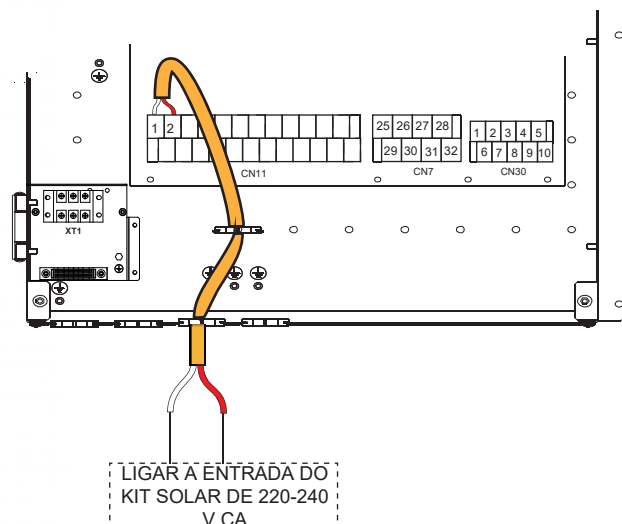 1 2
25 26 27 28
29 30 31 32
1 2 3 4 5
6 7 8 9 10
CN11
CN7
CN30
XT1
LIGAR A ENTRADA DO
KIT SOLAR DE 220-240
V CA